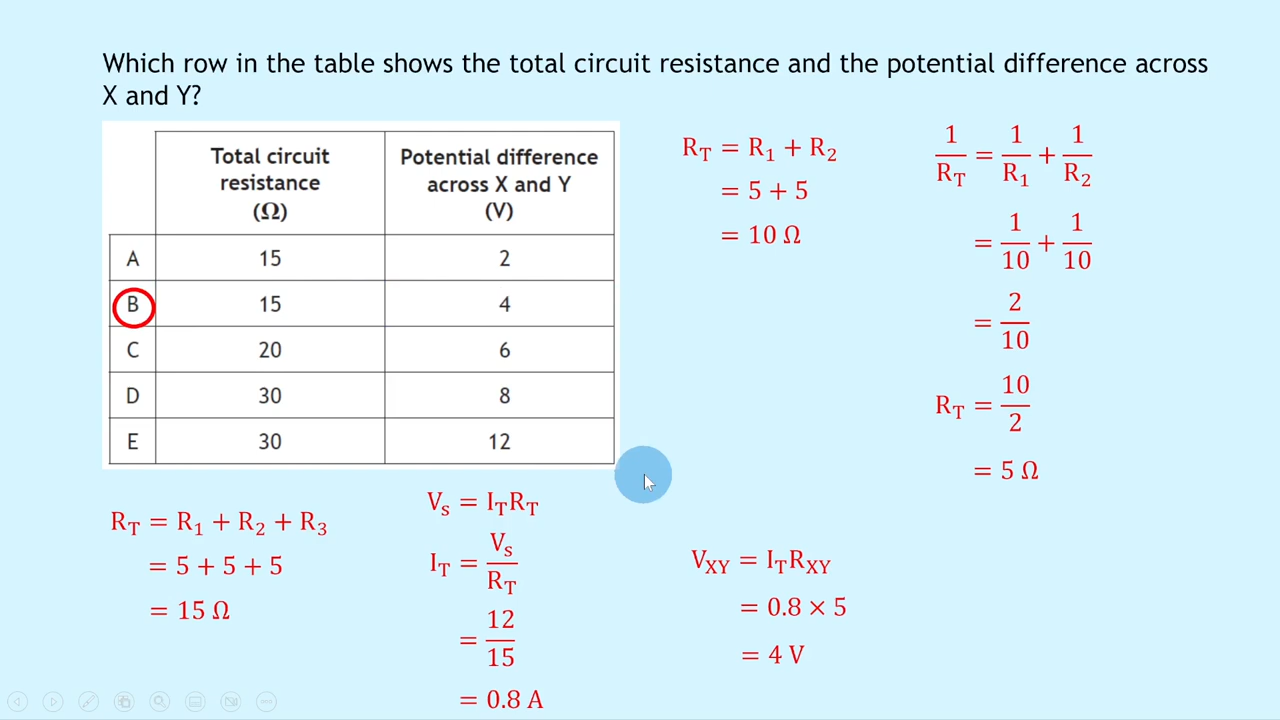 Which row in the table shows the total circuit resistance and the potential difference across
X and Y?
Total circuit resistance (Ω) Potential difference across X and Y (V)
A 15 2
B 15 4
C 20 6
D 30 8
E 30 12
R_T = R_1 + R_2
= 5 + 5
= 10 Ω
1/R_T = 1/R_1 + 1/R_2
= 1/10 + 1/10
= 2/10
R_T = 10/2
= 5 Ω
R_T = R_1 + R_2 + R_3
= 5 + 5 + 5
= 15 Ω
V_s = I_T R_T
I_T = V_s/R_T
= 12/15
= 0.8 A
V_XY = I_T R_XY
= 0.8 × 5
= 4 V